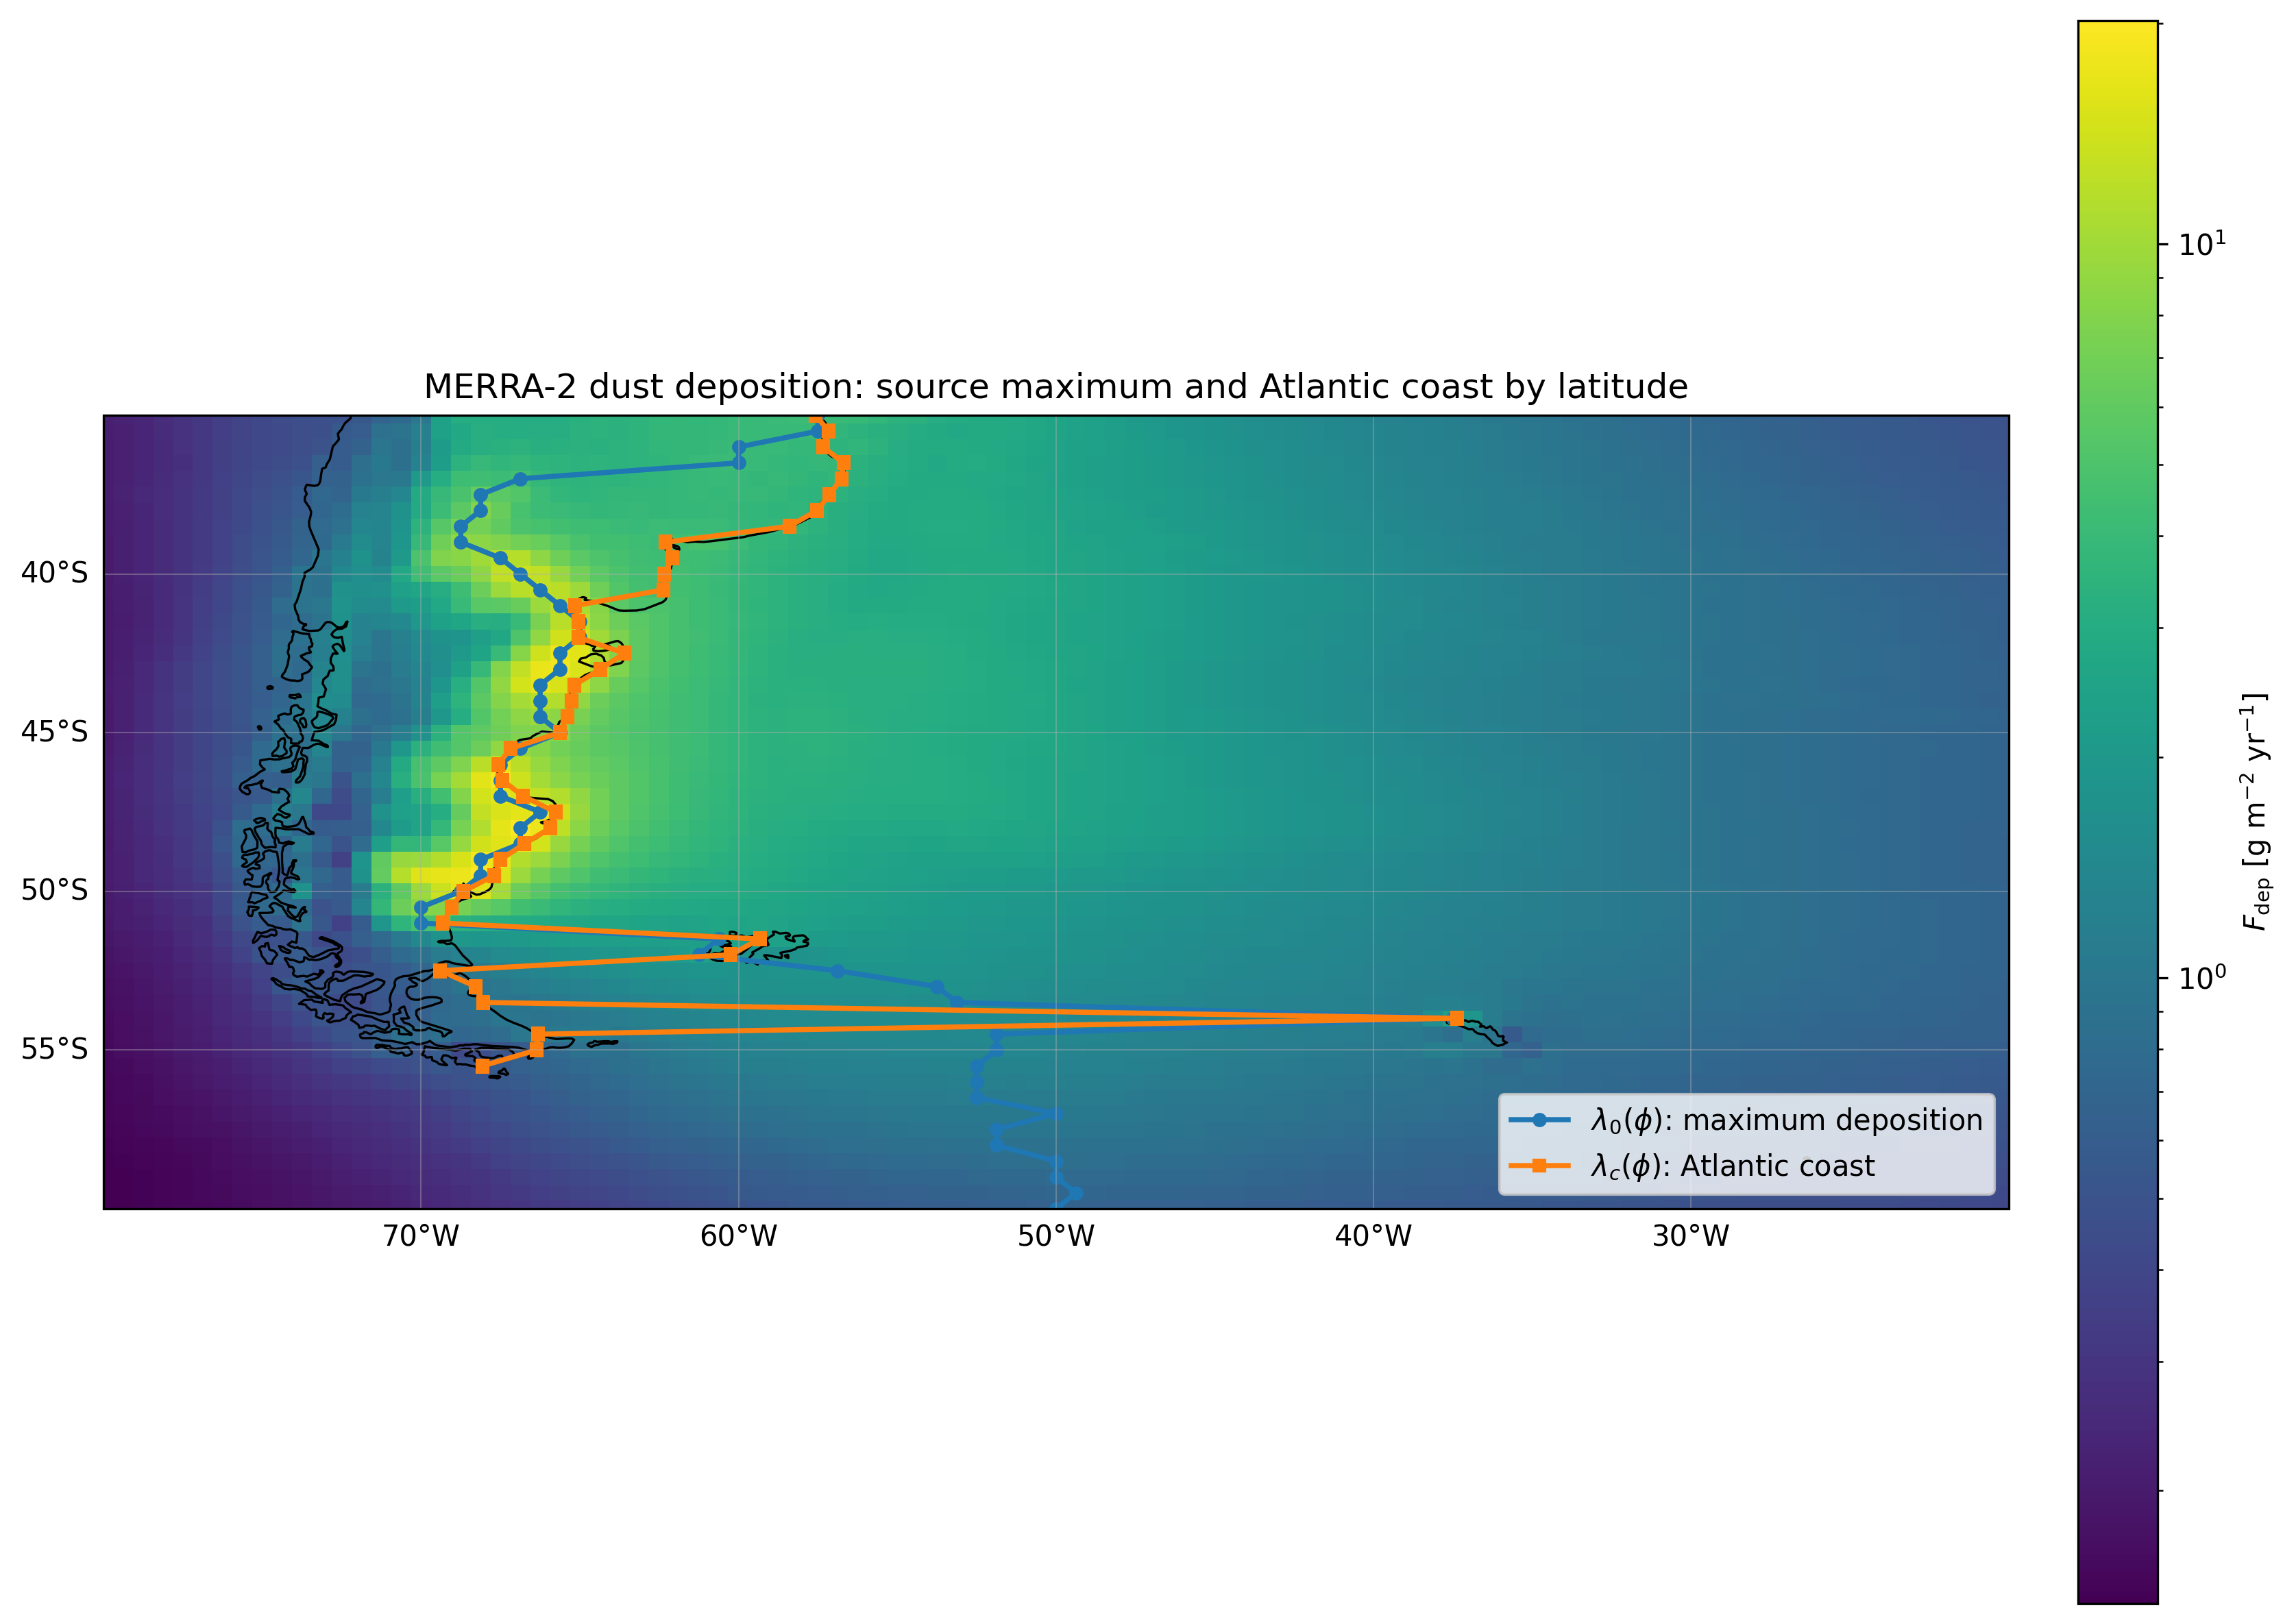 MERRA-2 dust deposition: source maximum and Atlantic coast by latitude
40°S
45°S
50°S
55°S
70°W
60°W
50°W
40°W
30°W
λ₀(ϕ): maximum deposition
λ_c(ϕ): Atlantic coast
10¹
10⁰
F_dep [g m⁻² yr⁻¹]